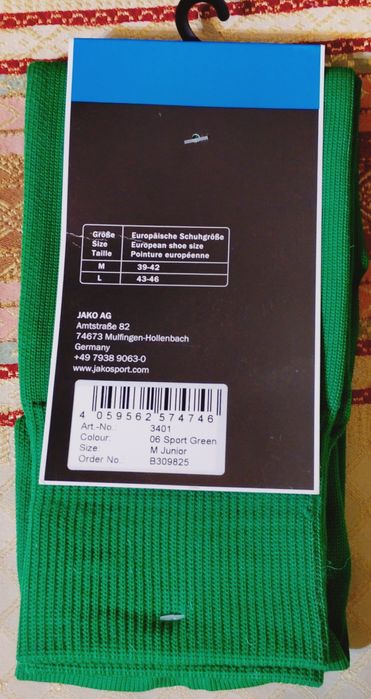 Größe Europäische Schuhgröße
Size European shoe size
Taille Pointure européenne
M 39-42
L 43-46
JAKO AG
Amtstraße 82
74673 Mulfingen-Hollenbach
Germany
+49 7938 9063-0
www.jakosport.com
4 059562 574746
Art.-No.: 3401
Colour: 06 Sport Green
Size: M Junior
Order No. B309825